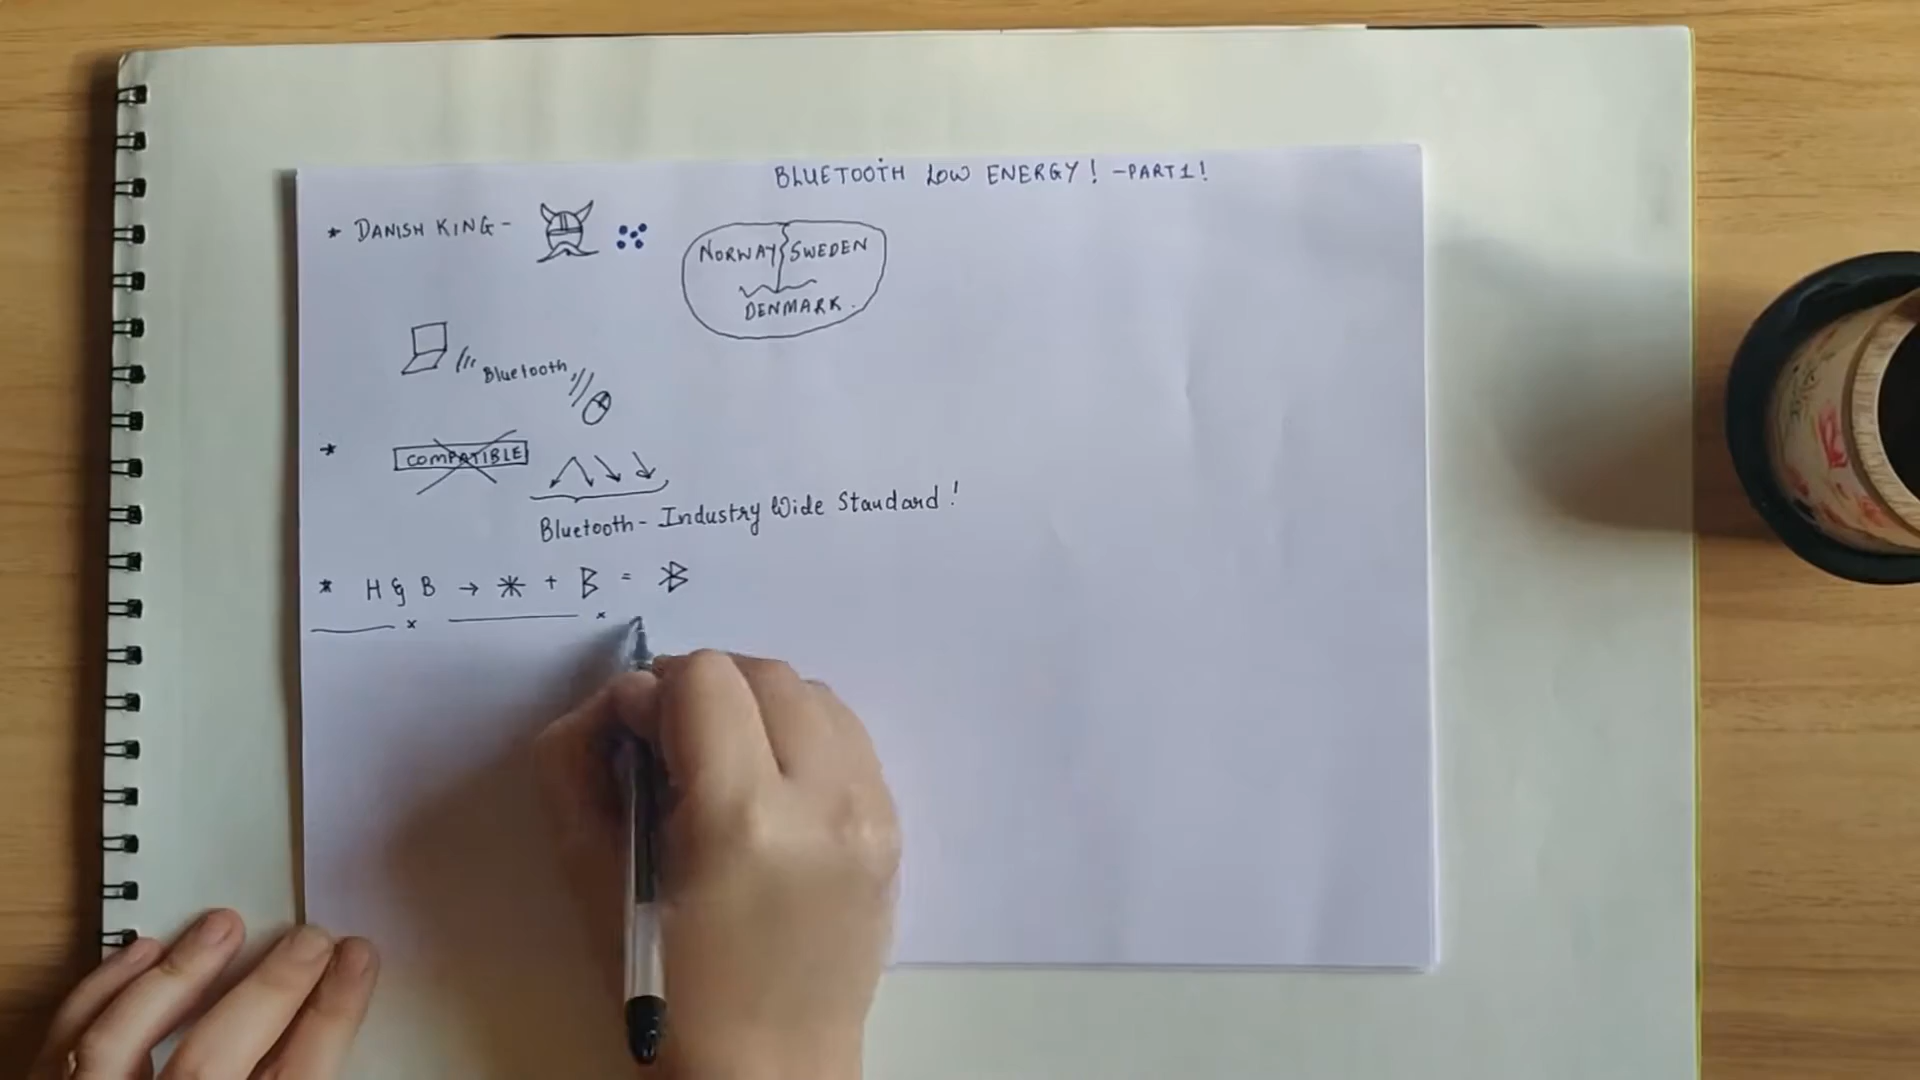 BLUETOOTH LOW ENERGY! -PART1!
* DANISH KING -
NORWAY SWEDEN
DENMARK.
Bluetooth
* COMPATIBLE
Bluetooth - Industry Wide Standard!
* H & B → * + B = ᛒ